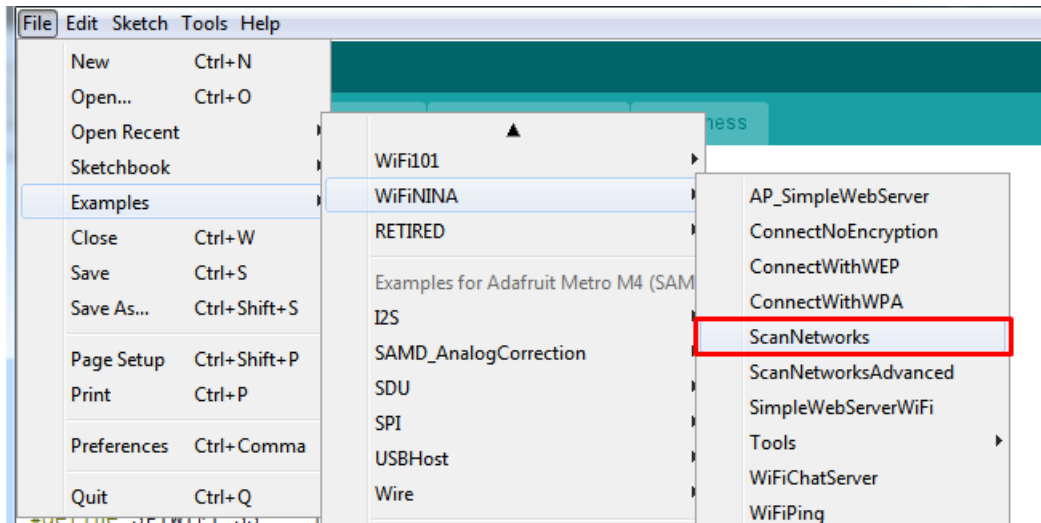 File Edit Sketch Tools Help
New Ctrl+N
Open... Ctrl+O
Open Recent
Sketchbook
Examples
Close Ctrl+W
Save Ctrl+S
Save As... Ctrl+Shift+S
Page Setup Ctrl+Shift+P
Print Ctrl+P
Preferences Ctrl+Comma
Quit Ctrl+Q
WiFi101
WiFiNINA
RETIRED
Examples for Adafruit Metro M4 (SAM
I2S
SAMD_AnalogCorrection
SDU
SPI
USBHost
Wire
ness
AP_SimpleWebServer
ConnectNoEncryption
ConnectWithWEP
ConnectWithWPA
ScanNetworks
ScanNetworksAdvanced
SimpleWebServerWiFi
Tools
WiFiChatServer
WiFiPing